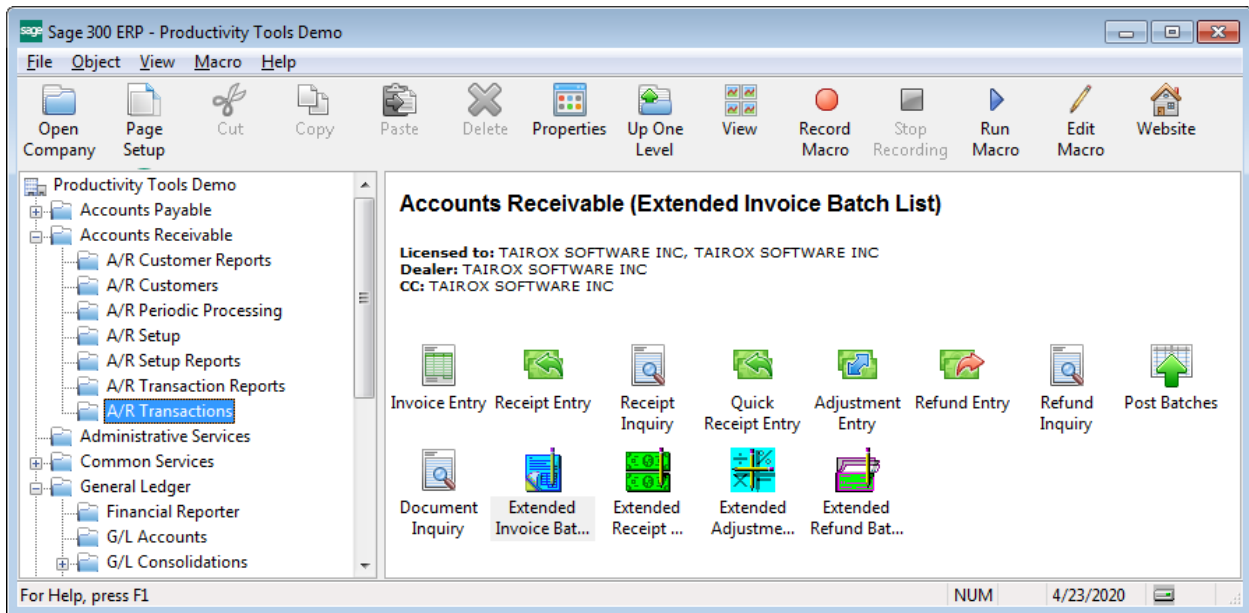 sage Sage 300 ERP - Productivity Tools Demo
File Object View Macro Help
Open Company
Page Setup
Cut
Copy
Paste
Delete
Properties
Up One Level
View
Record Macro
Stop Recording
Run Macro
Edit Macro
Website
Productivity Tools Demo
Accounts Payable
Accounts Receivable
A/R Customer Reports
A/R Customers
A/R Periodic Processing
A/R Setup
A/R Setup Reports
A/R Transaction Reports
A/R Transactions
Administrative Services
Common Services
General Ledger
Financial Reporter
G/L Accounts
G/L Consolidations
Accounts Receivable (Extended Invoice Batch List)
Licensed to: TAIROX SOFTWARE INC, TAIROX SOFTWARE INC
Dealer: TAIROX SOFTWARE INC
CC: TAIROX SOFTWARE INC
Invoice Entry
Receipt Entry
Receipt Inquiry
Quick Receipt Entry
Adjustment Entry
Refund Entry
Refund Inquiry
Post Batches
Document Inquiry
Extended Invoice Bat...
Extended Receipt ...
Extended Adjustme...
Extended Refund Bat...
For Help, press F1
NUM
4/23/2020